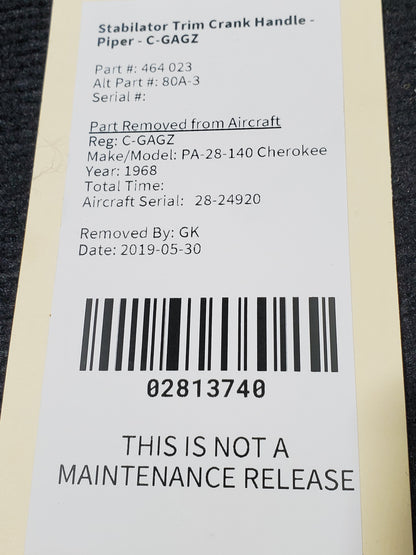 Stabilator Trim Crank Handle -
Piper - C-GAGZ
Part #: 464 023
Alt Part #: 80A-3
Serial #:
Part Removed from Aircraft
Reg: C-GAGZ
Make/Model: PA-28-140 Cherokee
Year: 1968
Total Time:
Aircraft Serial: 28-24920
Removed By: GK
Date: 2019-05-30
02813740
THIS IS NOT A
MAINTENANCE RELEASE